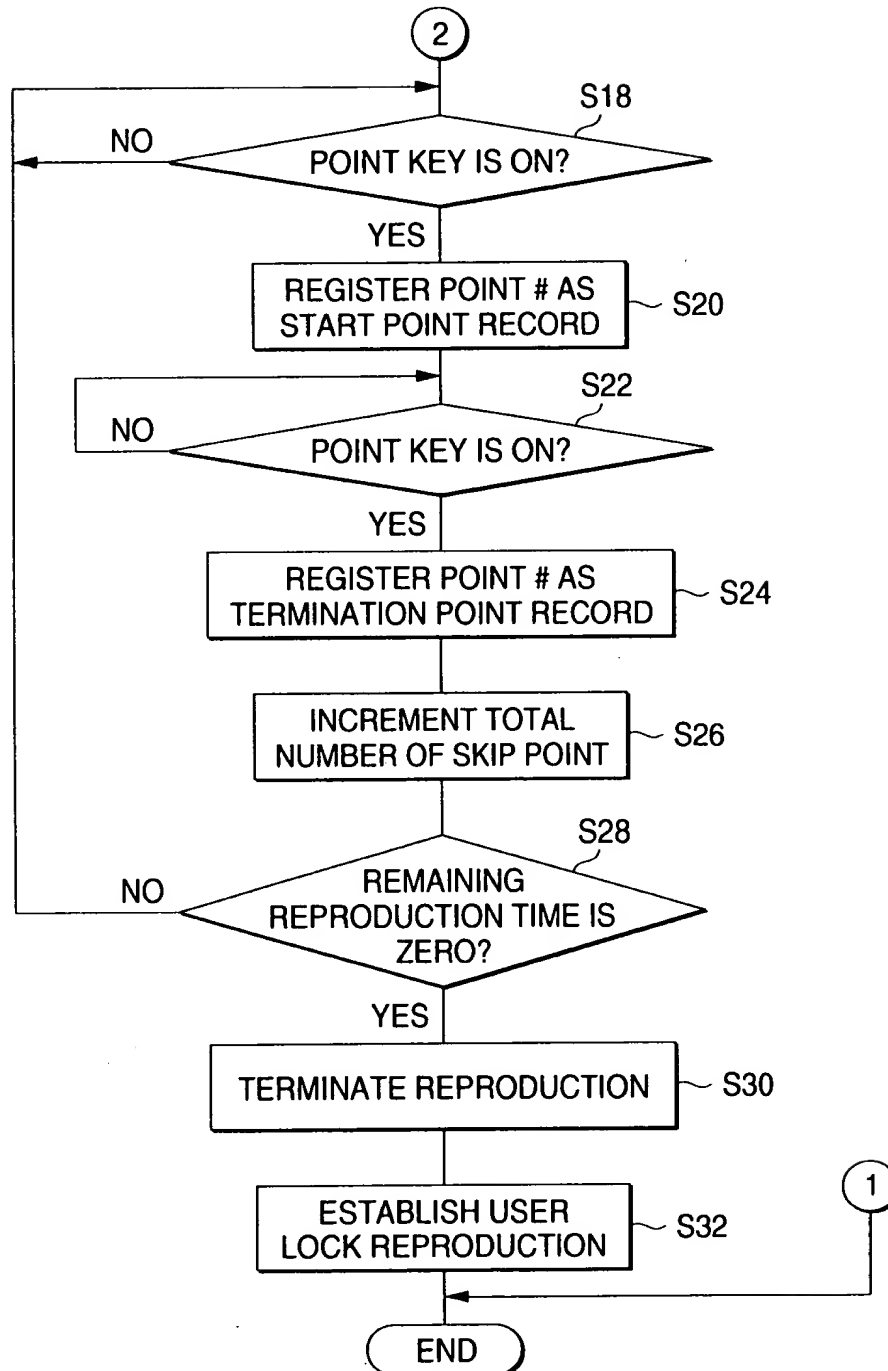 2
S18
NO
POINT KEY IS ON?
YES
REGISTER POINT # AS
START POINT RECORD
S20
S22
NO
POINT KEY IS ON?
YES
REGISTER POINT # AS
TERMINATION POINT RECORD
S24
INCREMENT TOTAL
NUMBER OF SKIP POINT
S26
S28
NO
REMAINING
REPRODUCTION TIME IS
ZERO?
YES
TERMINATE REPRODUCTION
S30
1
ESTABLISH USER
LOCK REPRODUCTION
S32
END